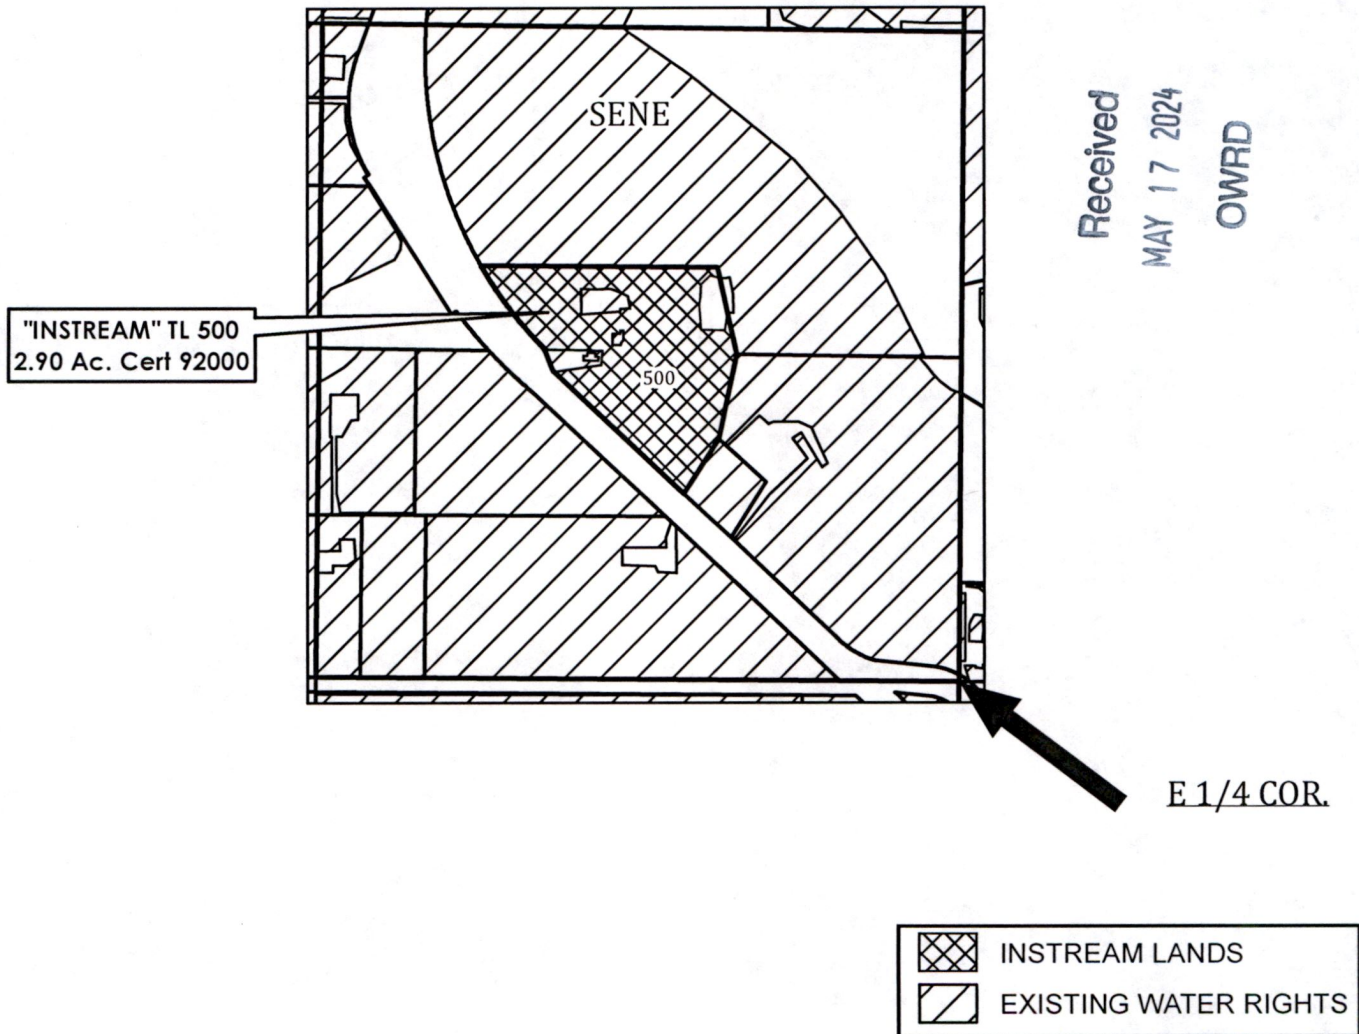 SENE
Received
MAY 17 2024
OWRD
"INSTREAM" TL 500
2.90 Ac. Cert 92000
500
E 1/4 COR.
INSTREAM LANDS
EXISTING WATER RIGHTS